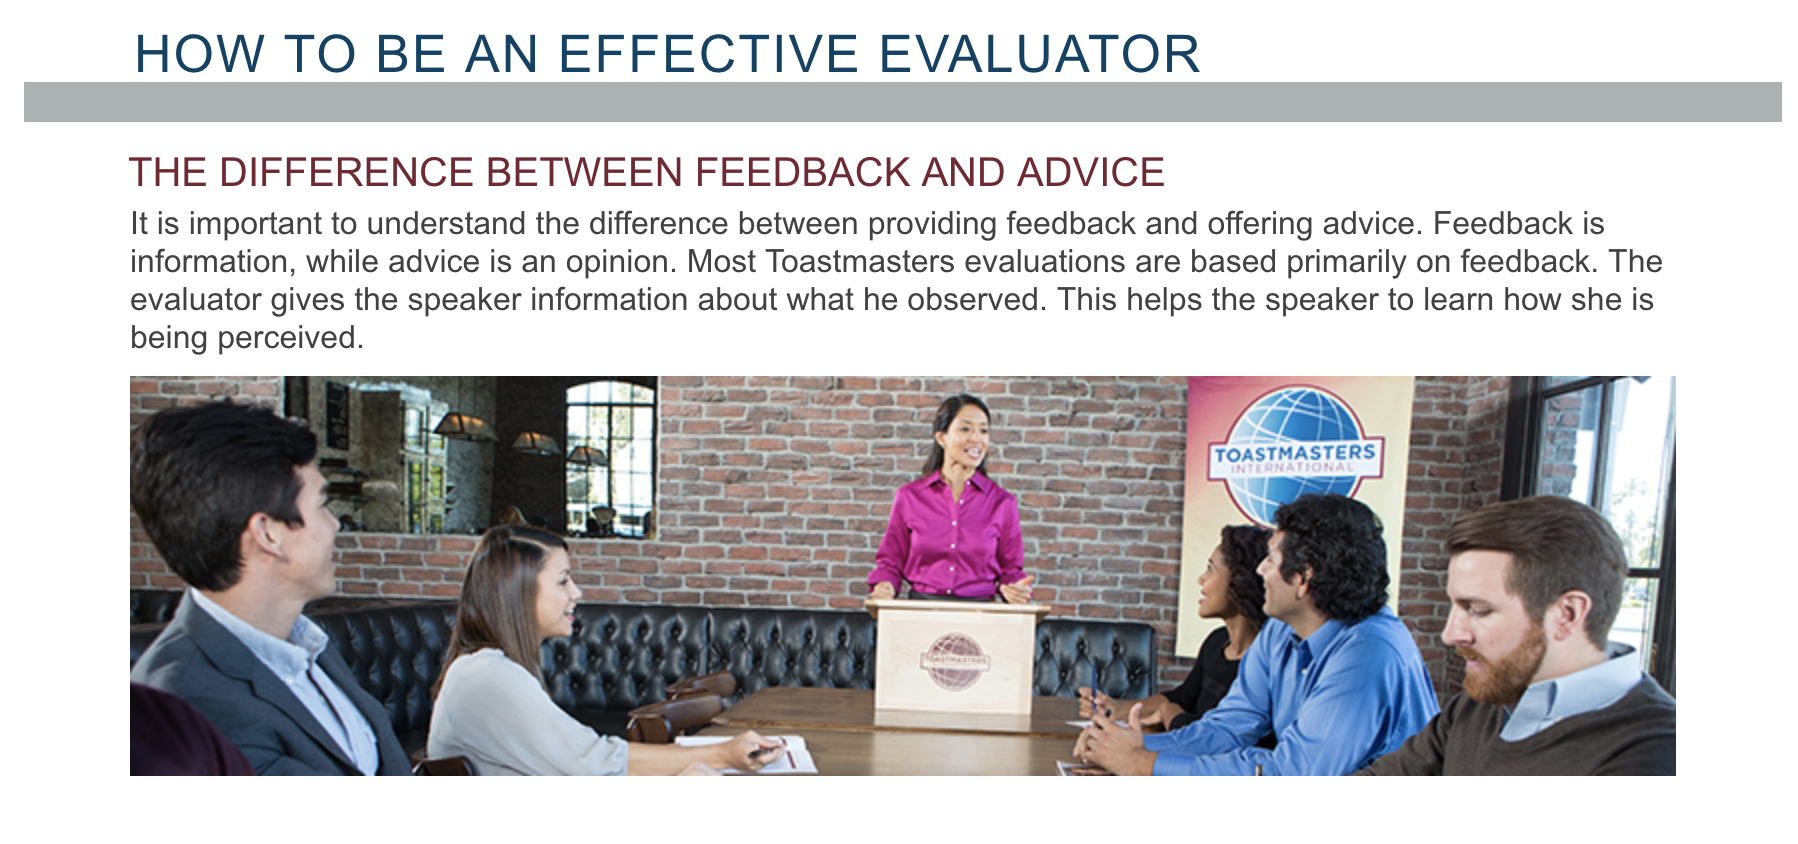 HOW TO BE AN EFFECTIVE EVALUATOR
THE DIFFERENCE BETWEEN FEEDBACK AND ADVICE
It is important to understand the difference between providing feedback and offering advice. Feedback is
information, while advice is an opinion. Most Toastmasters evaluations are based primarily on feedback. The
evaluator gives the speaker information about what he observed. This helps the speaker to learn how she is
being perceived.
TOASTMASTERS
INTERNATIONAL
TOASTMASTERS